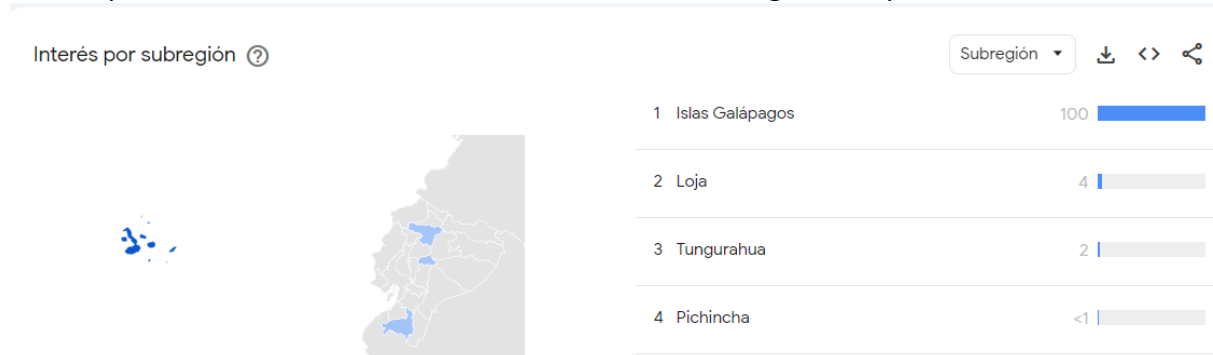 Interés por subregión
Subregión
1 Islas Galápagos 100
2 Loja 4
3 Tungurahua 2
4 Pichincha <1